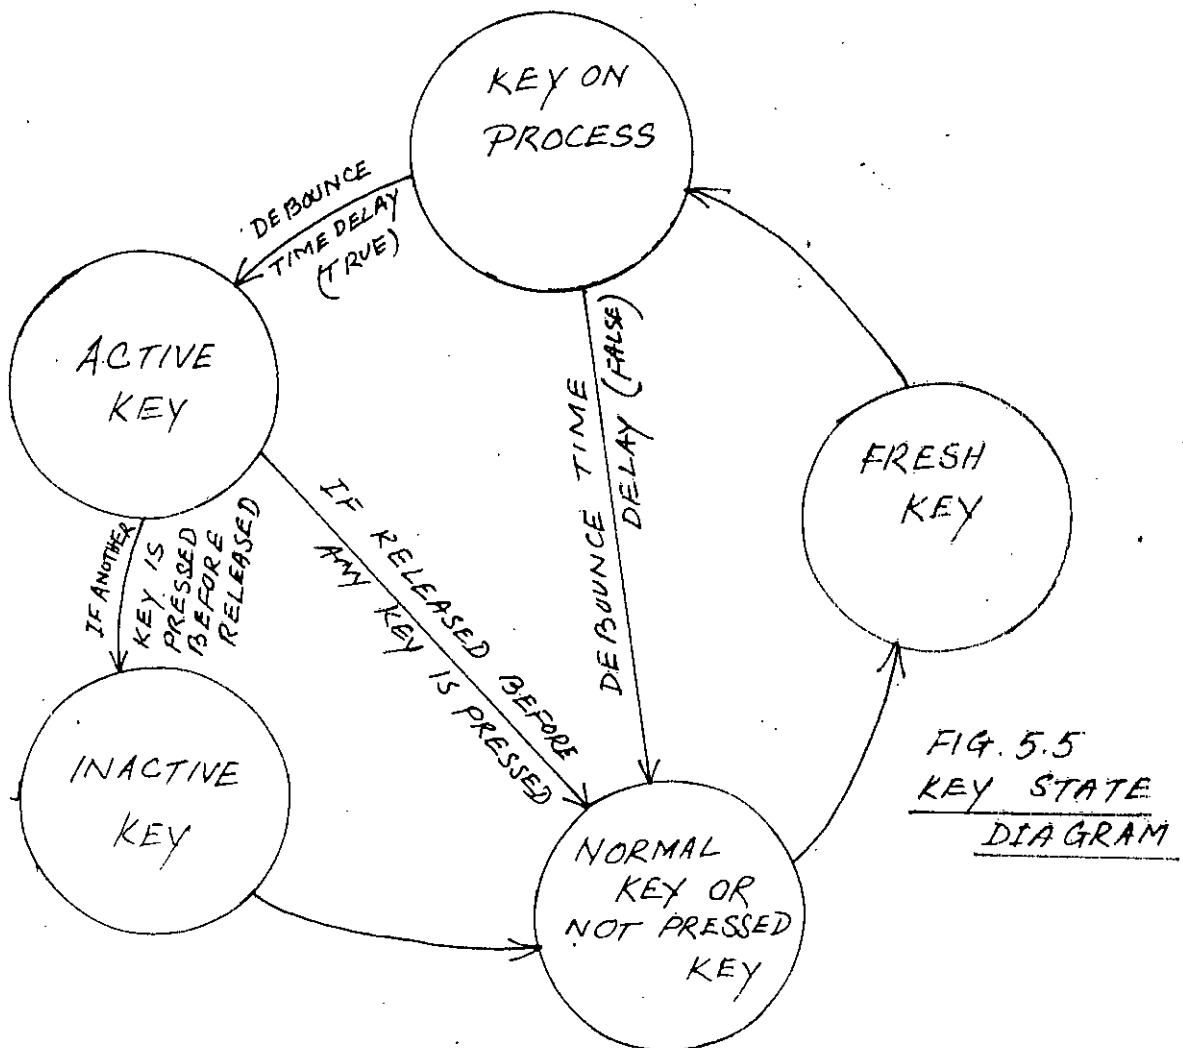 KEY ON
PROCESS
DEBOUNCE
TIME DELAY
(TRUE)
ACTIVE
KEY
DEBOUNCE TIME
DELAY (FALSE)
FRESH
KEY
IF RELEASED BEFORE
ANY KEY IS PRESSED
IF ANOTHER
KEY IS
PRESSED
BEFORE
RELEASED
INACTIVE
KEY
NORMAL
KEY OR
NOT PRESSED
KEY
FIG. 5.5
KEY STATE
DIAGRAM